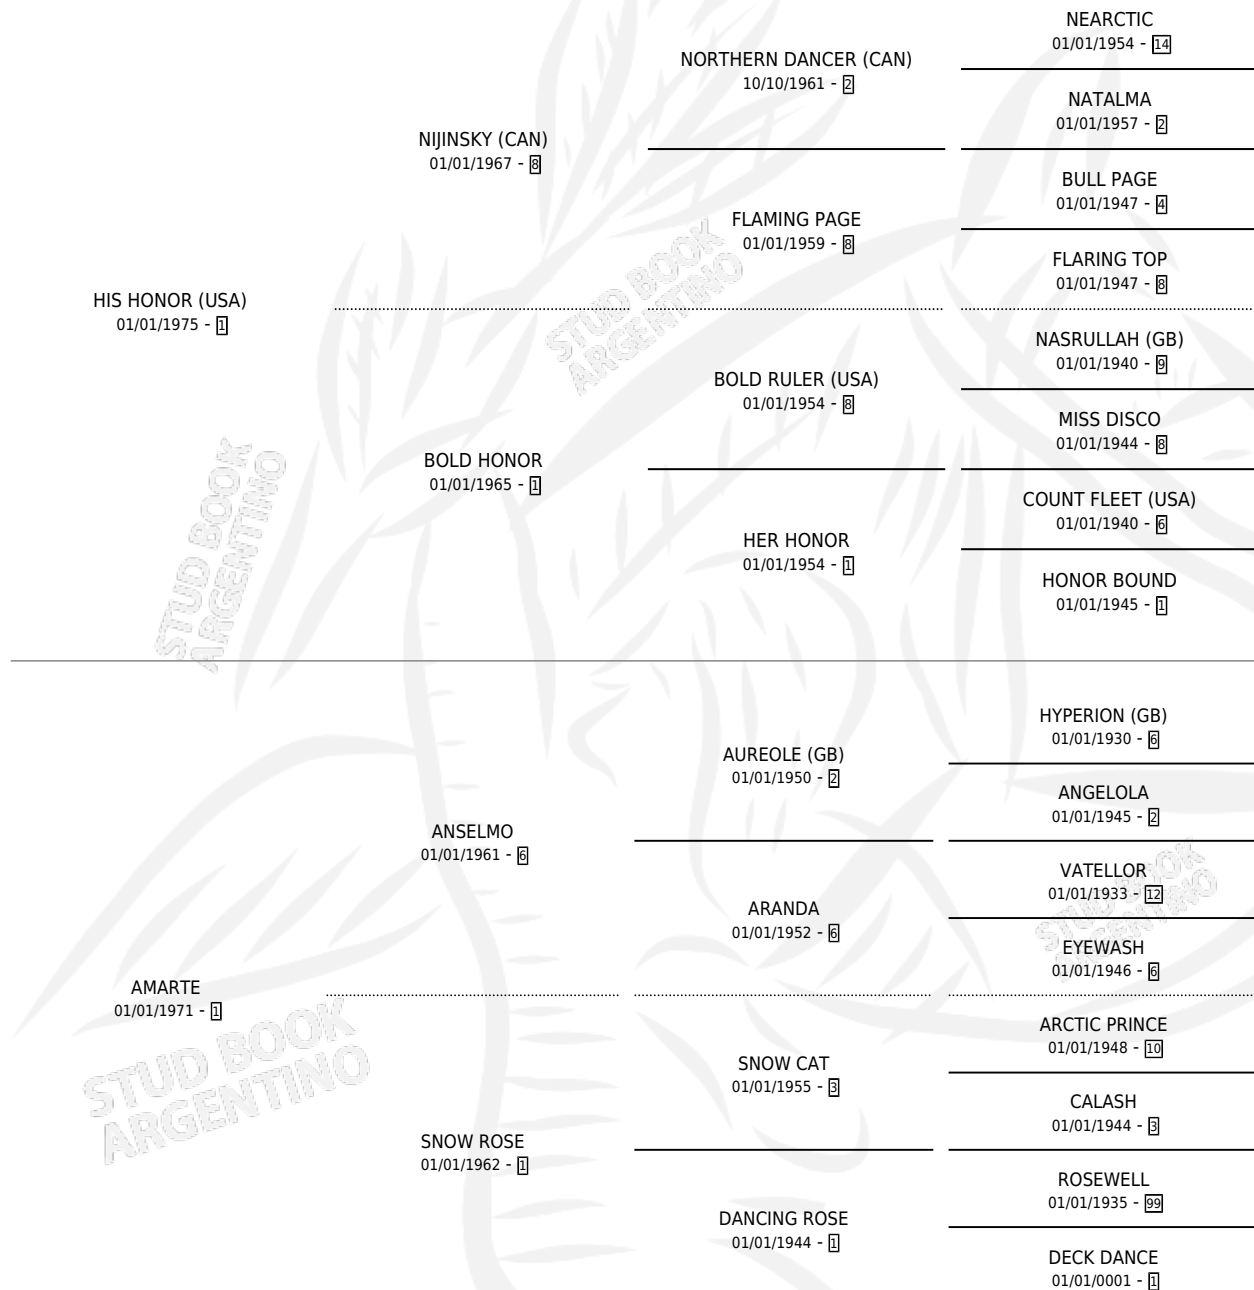 NEARCTIC
01/01/1954 - 14
NORTHERN DANCER (CAN)
10/10/1961 - 2
NATALMA
01/01/1957 - 2
NIJINSKY (CAN)
01/01/1967 - 8
BULL PAGE
01/01/1947 - 4
FLAMING PAGE
01/01/1959 - 8
FLARING TOP
01/01/1947 - 8
HIS HONOR (USA)
01/01/1975 - 1
NASRULLAH (GB)
01/01/1940 - 9
BOLD RULER (USA)
01/01/1954 - 8
MISS DISCO
01/01/1944 - 8
BOLD HONOR
01/01/1965 - 1
COUNT FLEET (USA)
01/01/1940 - 6
HER HONOR
01/01/1954 - 1
HONOR BOUND
01/01/1945 - 1
STUD BOOK
ARGENTINO
STUD BOOK
ARGENTINO
HYPERION (GB)
01/01/1930 - 6
AUREOLE (GB)
01/01/1950 - 2
ANGELOLA
01/01/1945 - 2
ANSELMO
01/01/1961 - 6
VATELLOR
01/01/1933 - 12
ARANDA
01/01/1952 - 6
EYEWASH
01/01/1946 - 6
STUD BOOK
ARGENTINO
AMARTE
01/01/1971 - 1
ARCTIC PRINCE
01/01/1948 - 10
SNOW CAT
01/01/1955 - 3
CALASH
01/01/1944 - 3
SNOW ROSE
01/01/1962 - 1
ROSEWELL
01/01/1935 - 99
DANCING ROSE
01/01/1944 - 1
DECK DANCE
01/01/0001 - 1
STUD BOOK
ARGENTINO